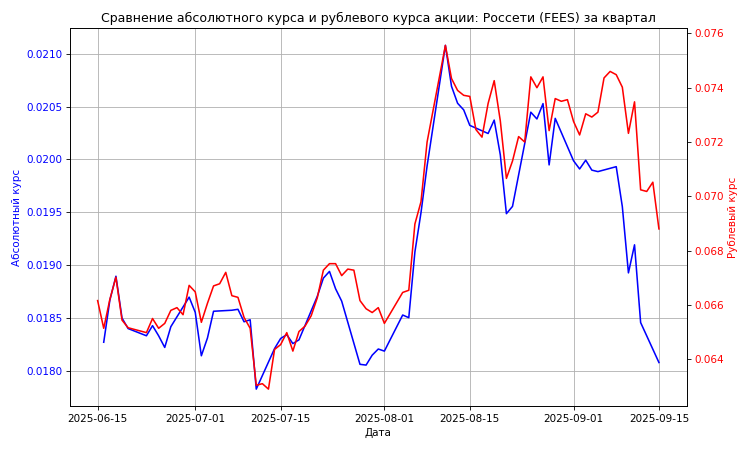 Сравнение абсолютного курса и рублевого курса акции: Россети (FEES) за квартал
0.0210
0.0205
0.0200
0.0195
0.0190
0.0185
0.0180
Абсолютный курс
0.076
0.074
0.072
0.070
0.068
0.066
0.064
Рублевый курс
2025-06-15 2025-07-01 2025-07-15 2025-08-01 2025-08-15 2025-09-01 2025-09-15
Дата